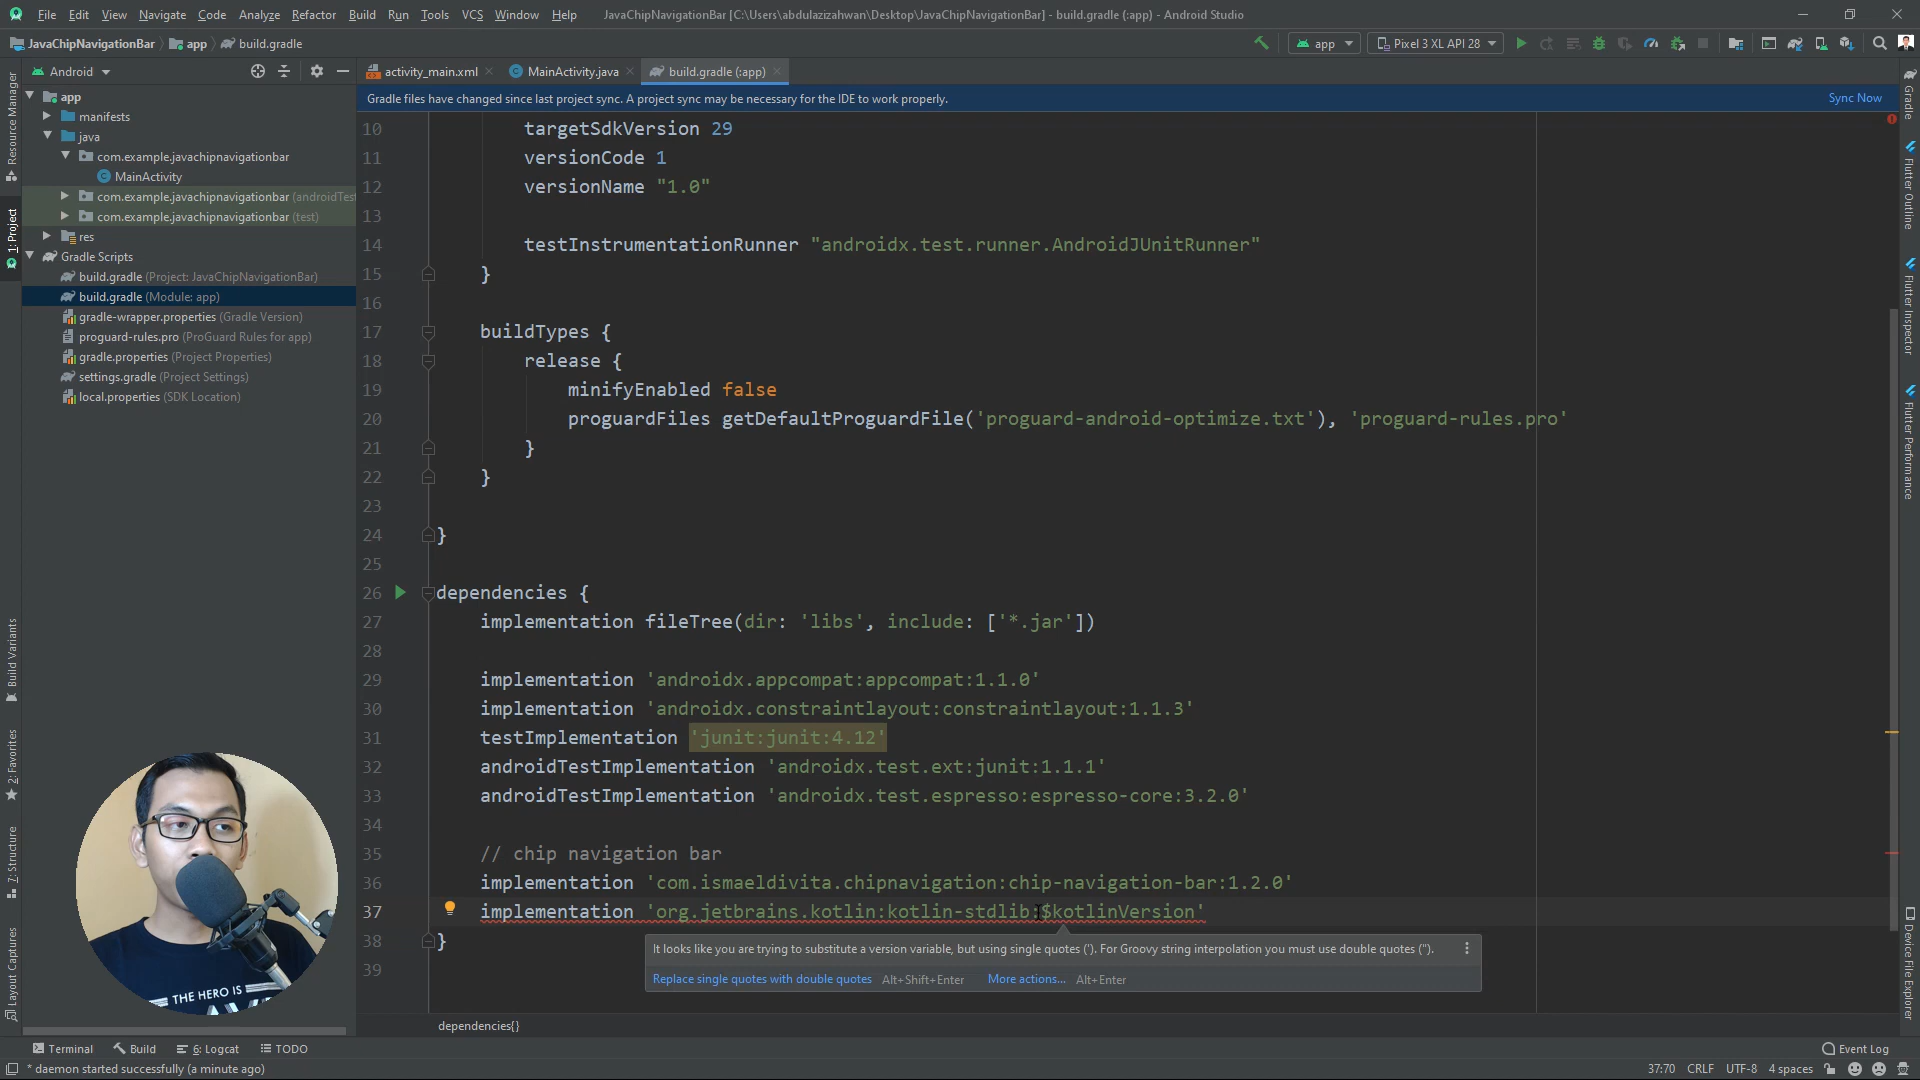 File Edit View Navigate Code Analyze Refactor Build Run Tools VCS Window Help JavaChipNavigationBar [C:\Users\abdulazizahwan\Desktop\JavaChipNavigationBar] - build.gradle (:app) - Android Studio
JavaChipNavigationBar app build.gradle app Pixel 3 XL API 28
Android activity_main.xml MainActivity.java build.gradle (:app)
Gradle files have changed since last project sync. A project sync may be necessary for the IDE to work properly. Sync Now
app
manifests
java
com.example.javachipnavigationbar
MainActivity
com.example.javachipnavigationbar (androidTest
com.example.javachipnavigationbar (test)
res
Gradle Scripts
build.gradle (Project: JavaChipNavigationBar)
build.gradle (Module: app)
gradle-wrapper.properties (Gradle Version)
proguard-rules.pro (ProGuard Rules for app)
gradle.properties (Project Properties)
settings.gradle (Project Settings)
local.properties (SDK Location)
Resource Manager
1: Project
Build Variants
2: Favorites
7: Structure
Layout Captures
10 targetSdkVersion 29
11 versionCode 1
12 versionName "1.0"
13
14 testInstrumentationRunner "androidx.test.runner.AndroidJUnitRunner"
15 }
16
17 buildTypes {
18 release {
19 minifyEnabled false
20 proguardFiles getDefaultProguardFile('proguard-android-optimize.txt'), 'proguard-rules.pro'
21 }
22 }
23
24 }
25
26 dependencies {
27 implementation fileTree(dir: 'libs', include: ['*.jar'])
28
29 implementation 'androidx.appcompat:appcompat:1.1.0'
30 implementation 'androidx.constraintlayout:constraintlayout:1.1.3'
31 testImplementation 'junit:junit:4.12'
32 androidTestImplementation 'androidx.test.ext:junit:1.1.1'
33 androidTestImplementation 'androidx.test.espresso:espresso-core:3.2.0'
34
35 // chip navigation bar
36 implementation 'com.ismaeldivita.chipnavigation:chip-navigation-bar:1.2.0'
37 implementation 'org.jetbrains.kotlin:kotlin-stdlib:$kotlinVersion'
38 }
39
It looks like you are trying to substitute a version variable, but using single quotes ('). For Groovy string interpolation you must use double quotes (").
Replace single quotes with double quotes Alt+Shift+Enter More actions... Alt+Enter
dependencies{}
Gradle
Flutter Outline
Flutter Inspector
Flutter Performance
Device File Explorer
THE HERO IS
Terminal Build 6: Logcat TODO Event Log
* daemon started successfully (a minute ago) 37:70 CRLF UTF-8 4 spaces